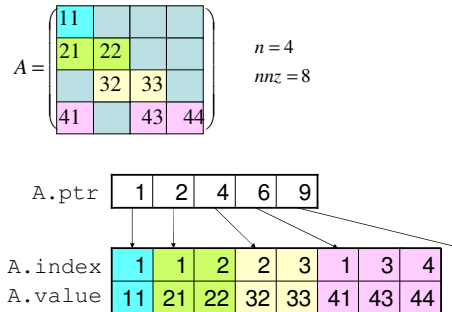 11
21 22
A =
32 33
41 43 44
n = 4
nnz = 8
A.ptr 1 2 4 6 9
A.index 1 1 2 2 3 1 3 4
A.value 11 21 22 32 33 41 43 44